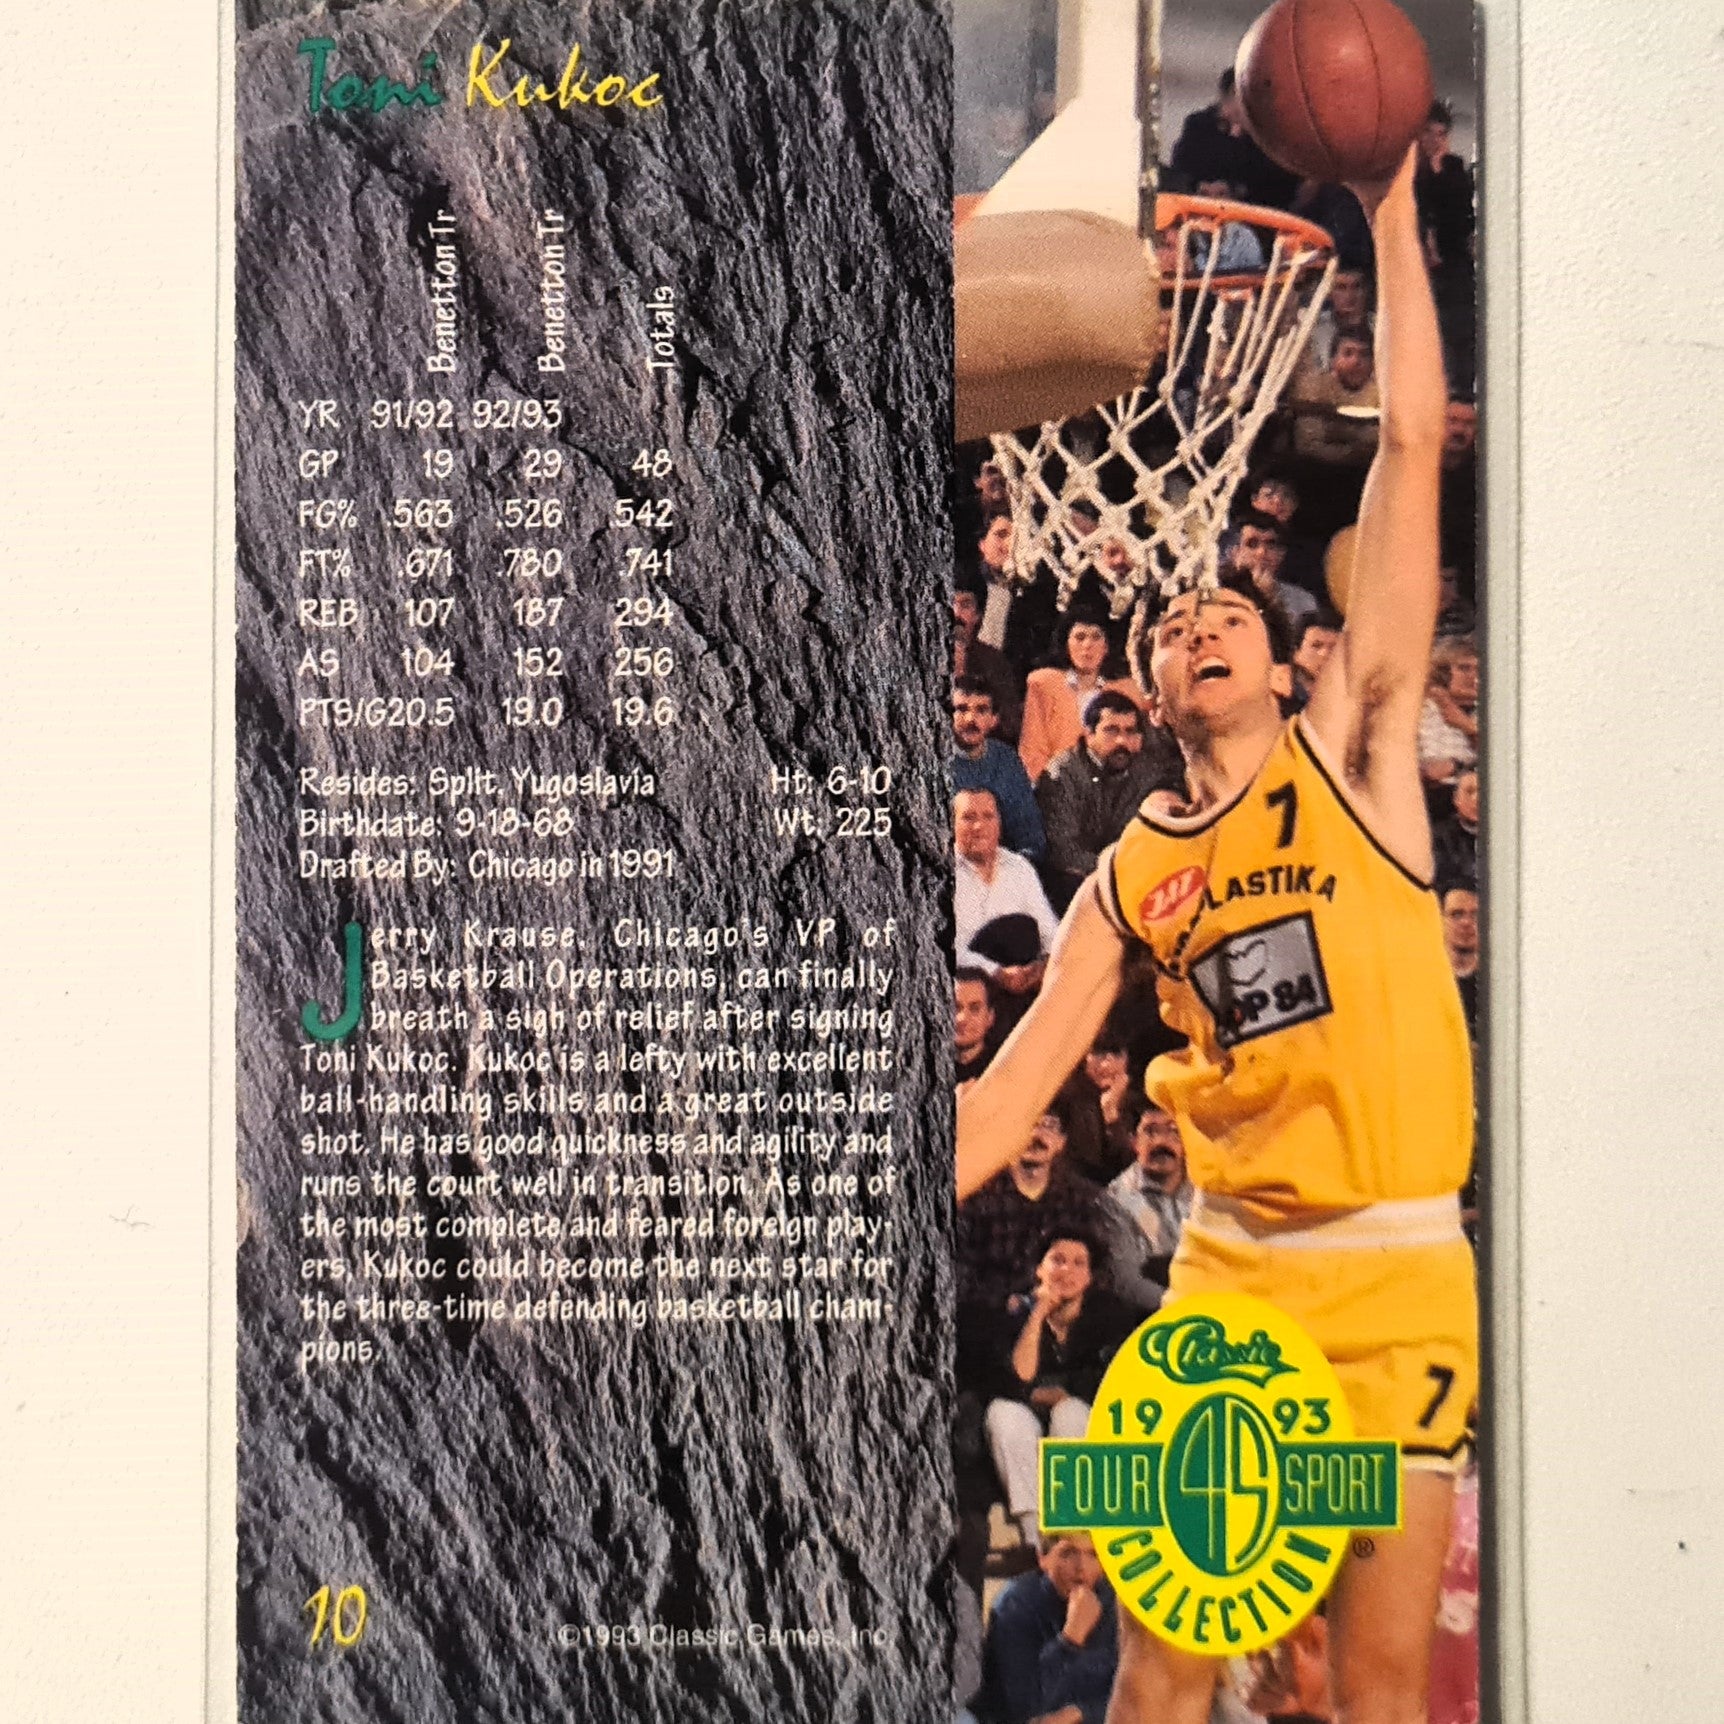 Toni Kukoc
Benetton Tr Benetton Tr Totals
YR 91/92 92/93
GP 19 29 48
FG% .563 .526 .542
FT% .671 .780 .741
REB 107 187 294
AS 104 152 256
PTS/G 20.5 19.0 19.6
Resides: Split, Yugoslavia Ht: 6-10
Birthdate: 9-18-68 Wt: 225
Drafted By: Chicago in 1991
Jerry Krause, Chicago's VP of
Basketball Operations, can finally
breath a sigh of relief after signing
Toni Kukoc. Kukoc is a lefty with excellent
ball-handling skills and a great outside
shot. He has good quickness and agility and
runs the court well in transition. As one of
the most complete and feared foreign play-
ers, Kukoc could become the next star for
the three-time defending basketball cham-
pions.
10
©1993 Classic Games, Inc.
7
LASTIKA
OP 84
7
Classic
1993
FOUR 4S SPORT
COLLECTION
®